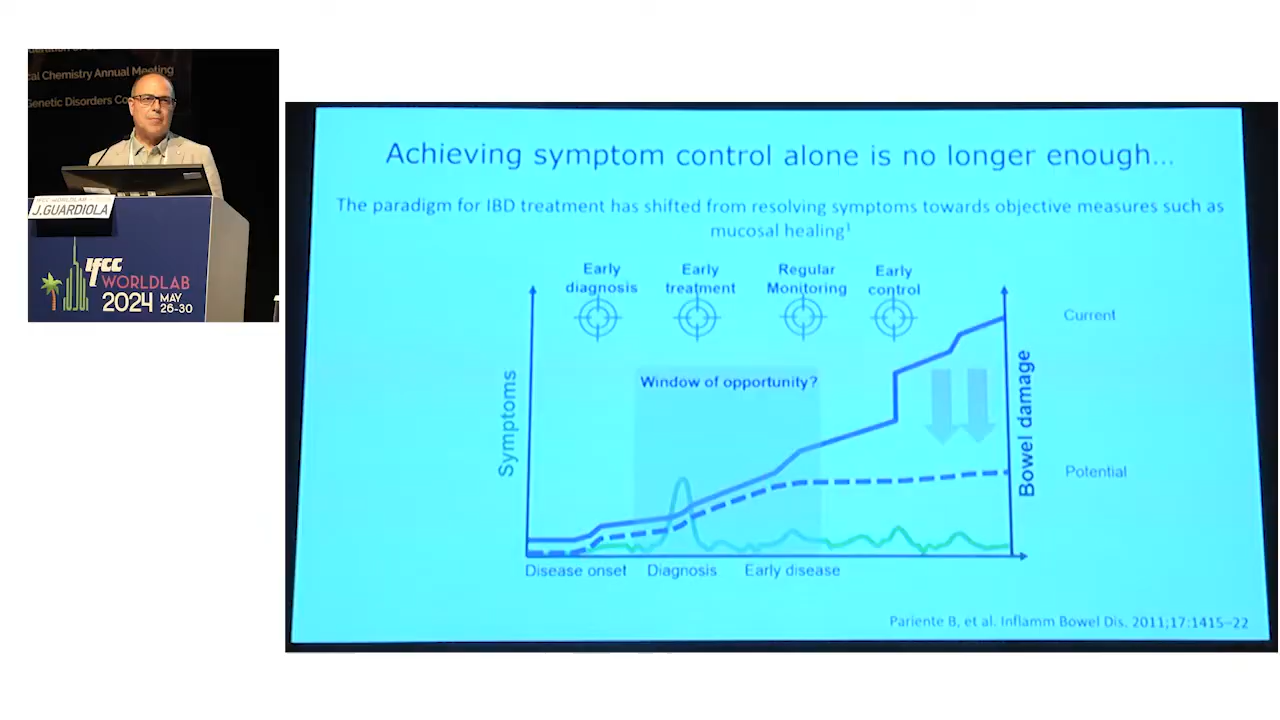 cal Chemistry Annual Meeting
Genetic Disorders Co
IFCC WORLDLAB
J.GUARDIOLA
IFCC
WORLDLAB
2024 MAY
26-30
Achieving symptom control alone is no longer enough...
The paradigm for IBD treatment has shifted from resolving symptoms towards objective measures such as
mucosal healing¹
Early
diagnosis
Early
treatment
Regular
Monitoring
Early
control
Current
Window of opportunity?
Symptoms
Bowel damage
Potential
Disease onset
Diagnosis
Early disease
Pariente B, et al. Inflamm Bowel Dis. 2011;17:1415–22